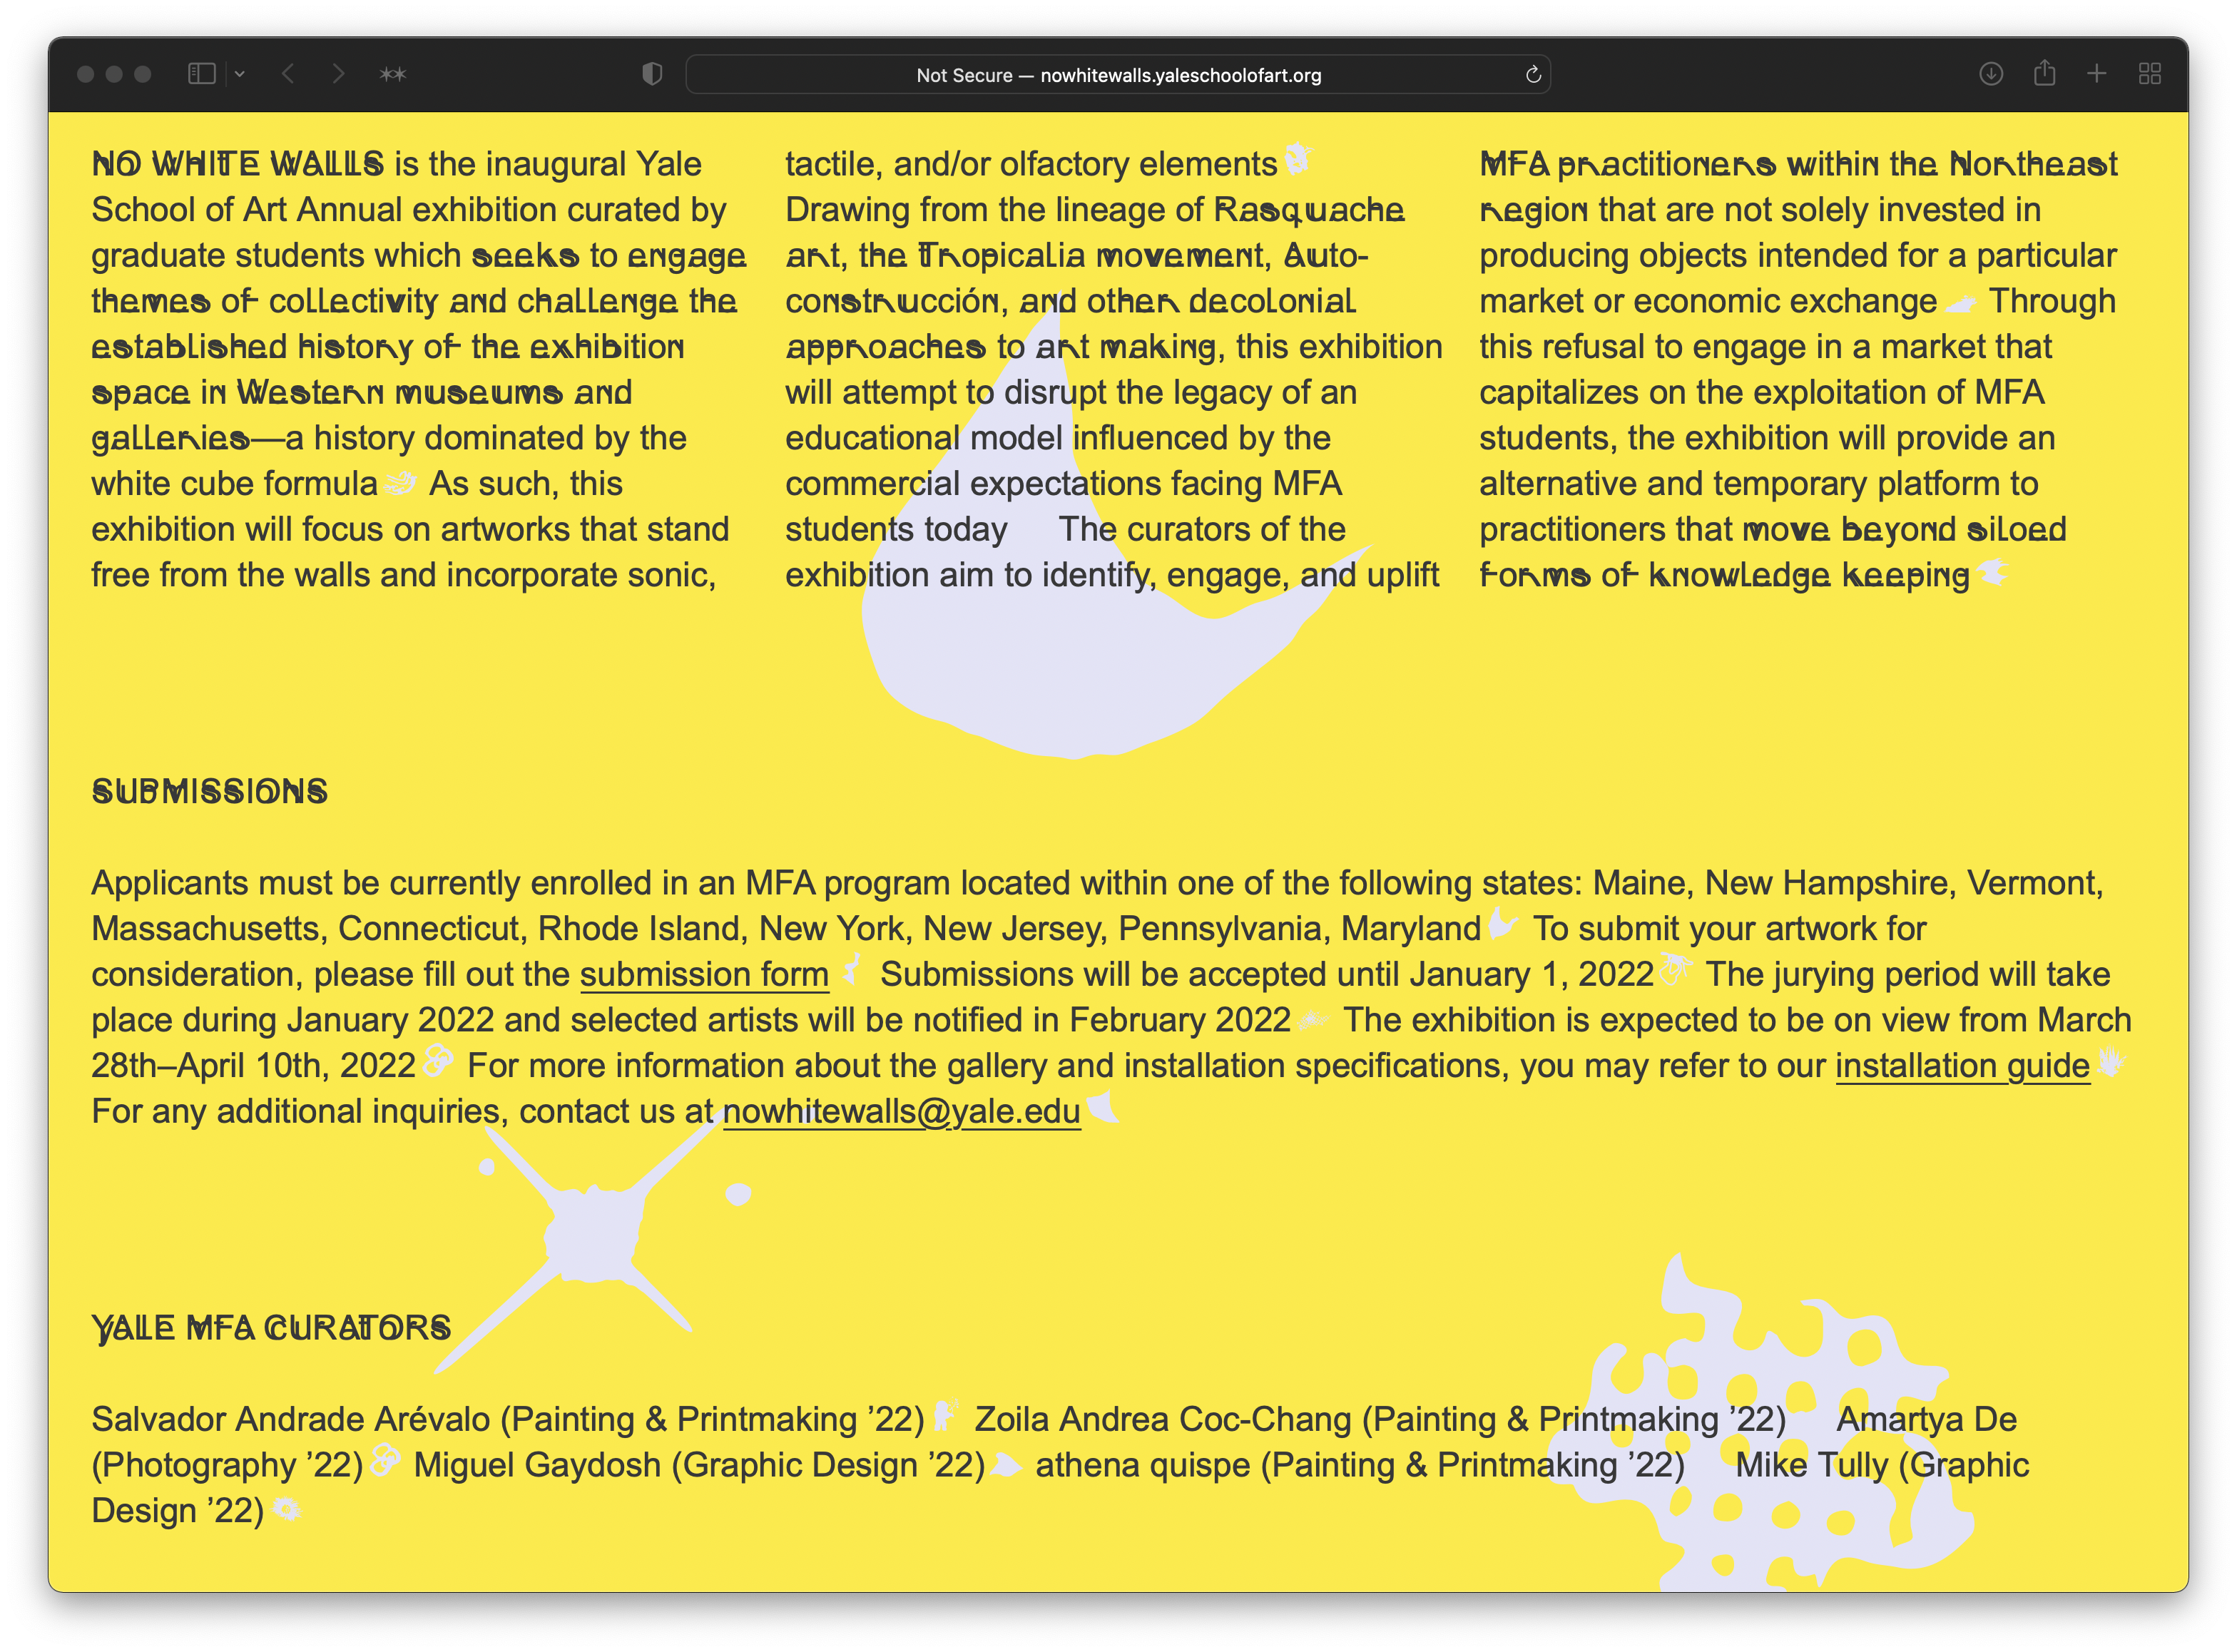 Not Secure — nowhitewalls.yaleschoolofart.org
NO WHITE WALLS is the inaugural Yale
School of Art Annual exhibition curated by
graduate students which seeks to engage
themes of collectivity and challenge the
established history of the exhibition
space in Western museums and
galleries—a history dominated by the
white cube formula As such, this
exhibition will focus on artworks that stand
free from the walls and incorporate sonic,
tactile, and/or olfactory elements
Drawing from the lineage of Rasquache
art, the Tropicalia movement, Auto-
construcción, and other decolonial
approaches to art making, this exhibition
will attempt to disrupt the legacy of an
educational model influenced by the
commercial expectations facing MFA
students today The curators of the
exhibition aim to identify, engage, and uplift
MFA practitioners within the Northeast
region that are not solely invested in
producing objects intended for a particular
market or economic exchange Through
this refusal to engage in a market that
capitalizes on the exploitation of MFA
students, the exhibition will provide an
alternative and temporary platform to
practitioners that move beyond siloed
forms of knowledge keeping
SUBMISSIONS
Applicants must be currently enrolled in an MFA program located within one of the following states: Maine, New Hampshire, Vermont,
Massachusetts, Connecticut, Rhode Island, New York, New Jersey, Pennsylvania, Maryland To submit your artwork for
consideration, please fill out the submission form Submissions will be accepted until January 1, 2022 The jurying period will take
place during January 2022 and selected artists will be notified in February 2022 The exhibition is expected to be on view from March
28th–April 10th, 2022 For more information about the gallery and installation specifications, you may refer to our installation guide
For any additional inquiries, contact us at nowhitewalls@yale.edu
YALE MFA CURATORS
Salvador Andrade Arévalo (Painting & Printmaking ’22) Zoila Andrea Coc-Chang (Painting & Printmaking ’22) Amartya De
(Photography ’22) Miguel Gaydosh (Graphic Design ’22) athena quispe (Painting & Printmaking ’22) Mike Tully (Graphic
Design ’22)